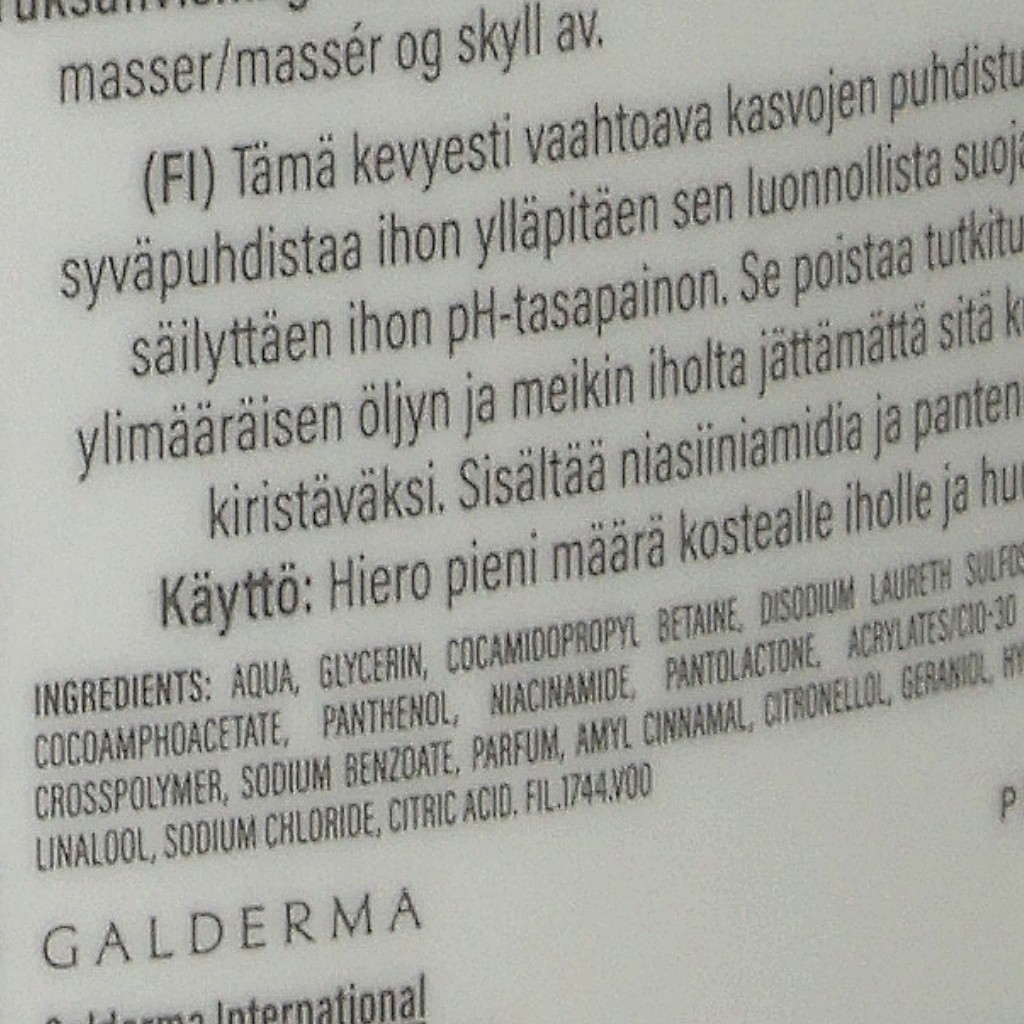 masser/massér og skyll av.
(FI) Tämä kevyesti vaahtoava kasvojen
syväpuhdistaa ihon ylläpitäen sen luonnollista
säilyttäen ihon pH-tasapainon. Se poistaa
ylimääräisen öljyn ja meikin iholta jättämättä sitä
kiristäväksi. Sisältää niasiiniamidia ja
Käyttö: Hiero pieni määrä kostealle iholle ja
INGREDIENTS: AQUA, GLYCERIN, COCAMIDOPROPYL BETAINE, DISODIUM LAURETH
COCOAMPHOACETATE, PANTHENOL, NIACINAMIDE, PANTOLACTONE, ACRYLATES/C10-30
CROSSPOLYMER, SODIUM BENZOATE, PARFUM, AMYL CINNAMAL, CITRONELLOL, GERANIOL,
LINALOOL, SODIUM CHLORIDE, CITRIC ACID. FIL.1744.V00
P
GALDERMA
Galderma International